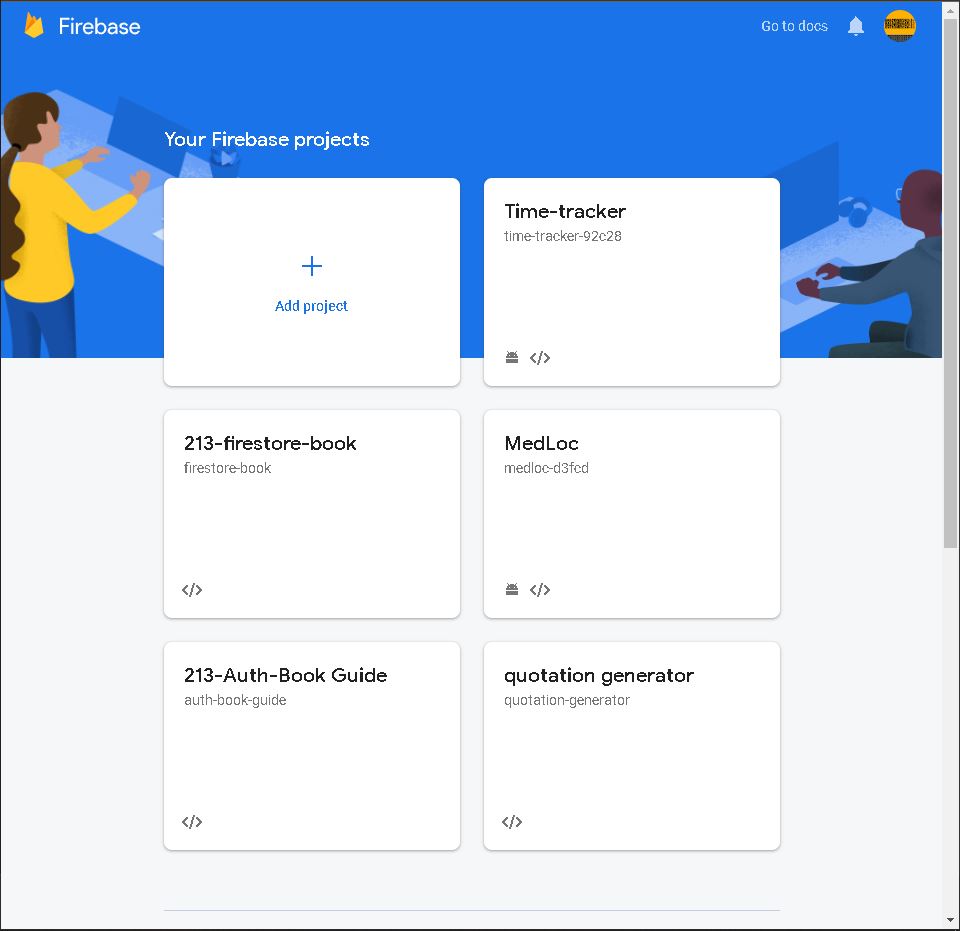 Firebase
Go to docs
Your Firebase projects
Add project
Time-tracker
time-tracker-92c28
213-firestore-book
firestore-book
MedLoc
medloc-d3fcd
213-Auth-Book Guide
auth-book-guide
quotation generator
quotation-generator